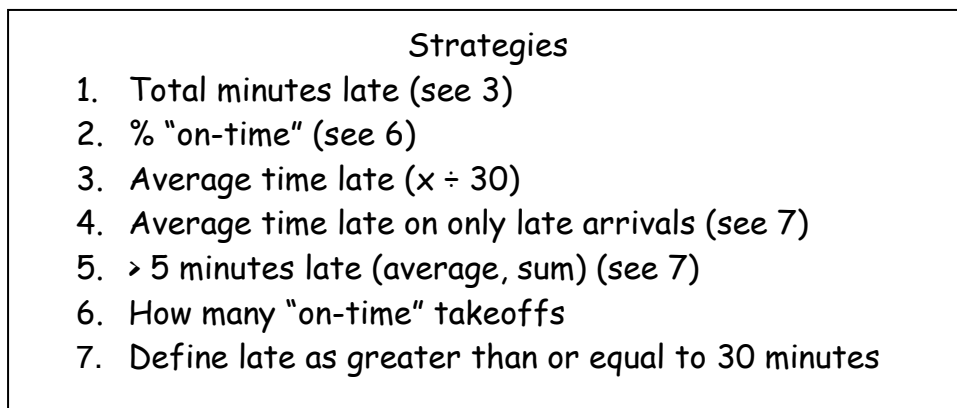 Strategies
1. Total minutes late (see 3)
2. % “on-time” (see 6)
3. Average time late (x ÷ 30)
4. Average time late on only late arrivals (see 7)
5. > 5 minutes late (average, sum) (see 7)
6. How many “on-time” takeoffs
7. Define late as greater than or equal to 30 minutes